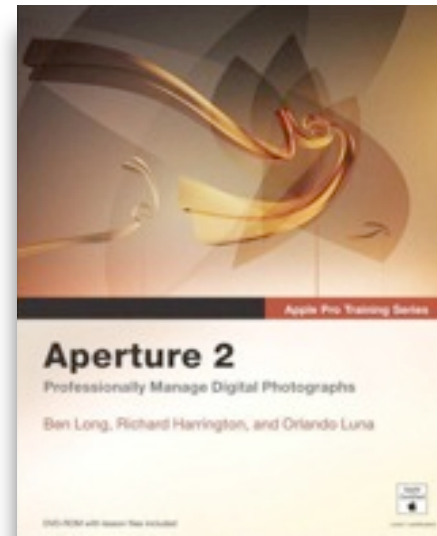 Apple Pro Training Series
Aperture 2
Professionally Manage Digital Photographs
Ben Long, Richard Harrington, and Orlando Luna
DVD-ROM with lesson files included